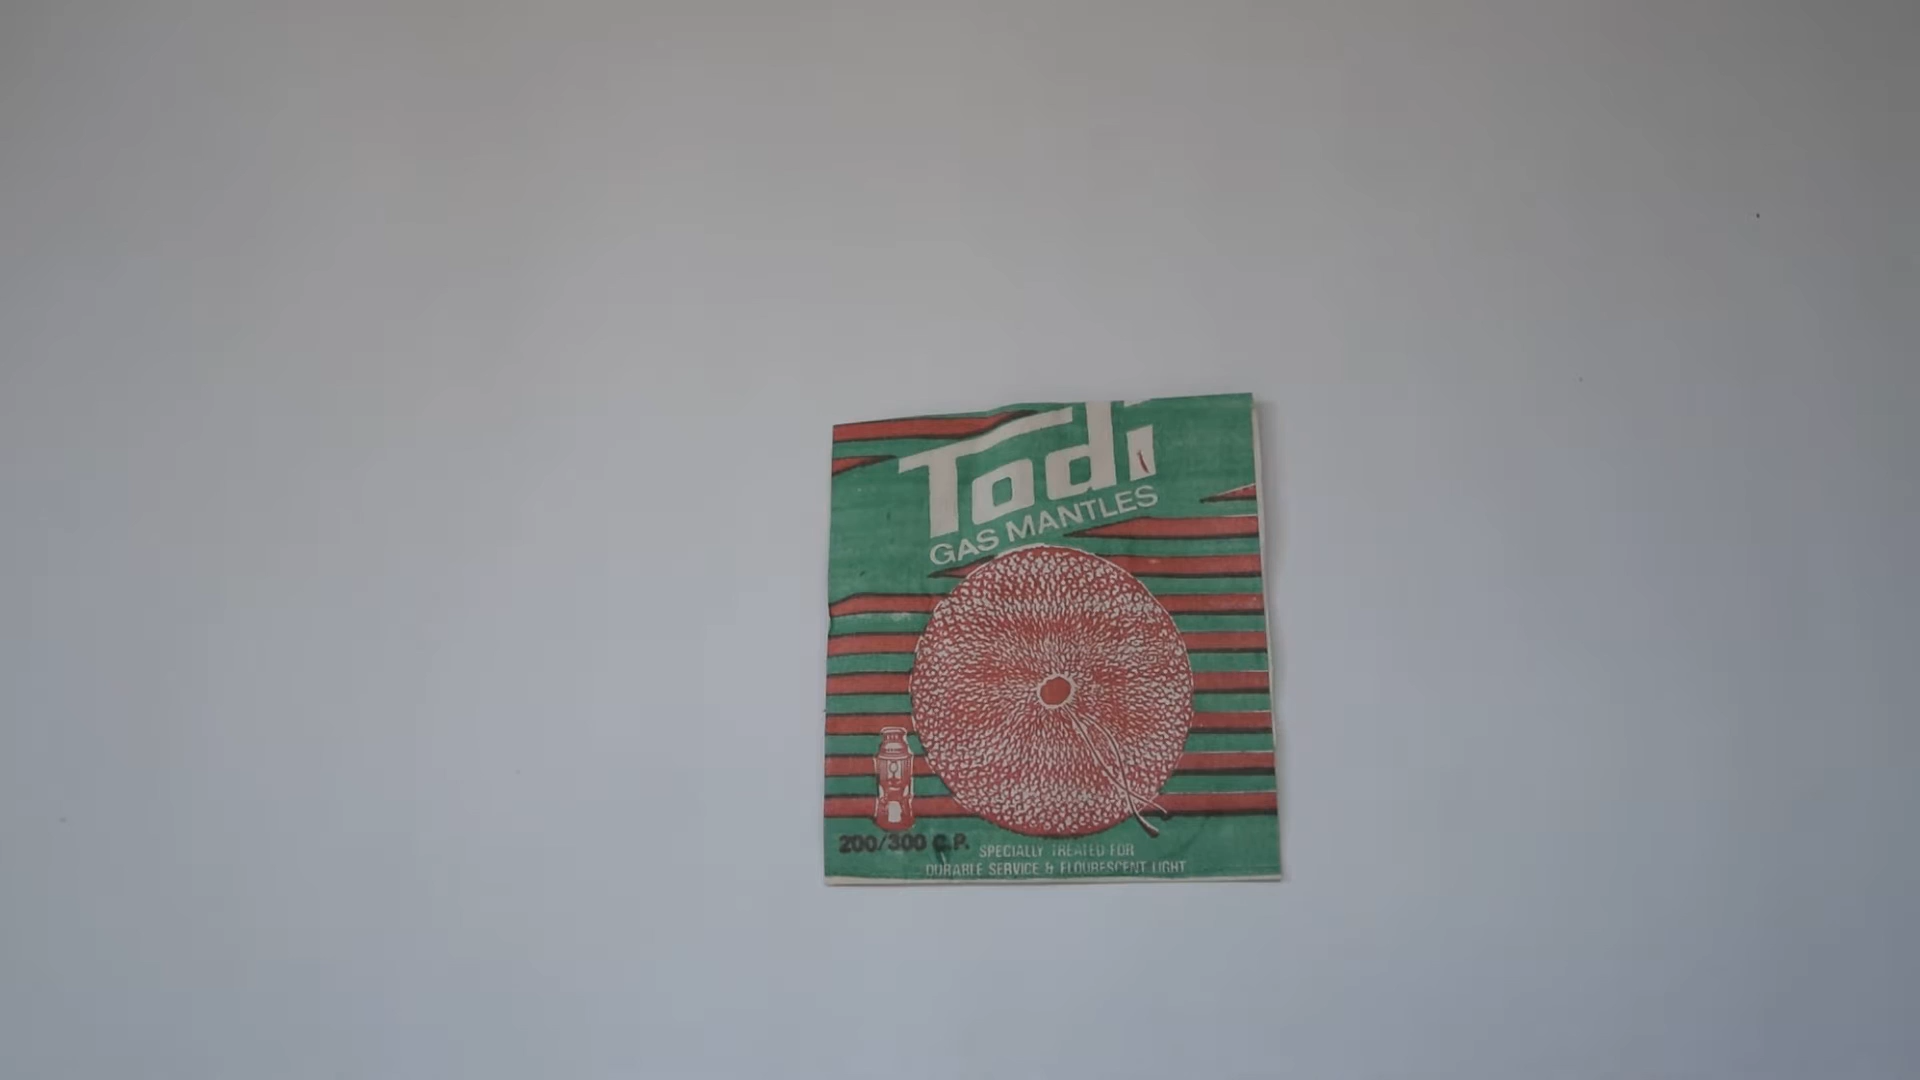 Todi
GAS MANTLES
200/300 C.P.
SPECIALLY TREATED FOR
DURABLE SERVICE & FLOURESCENT LIGHT